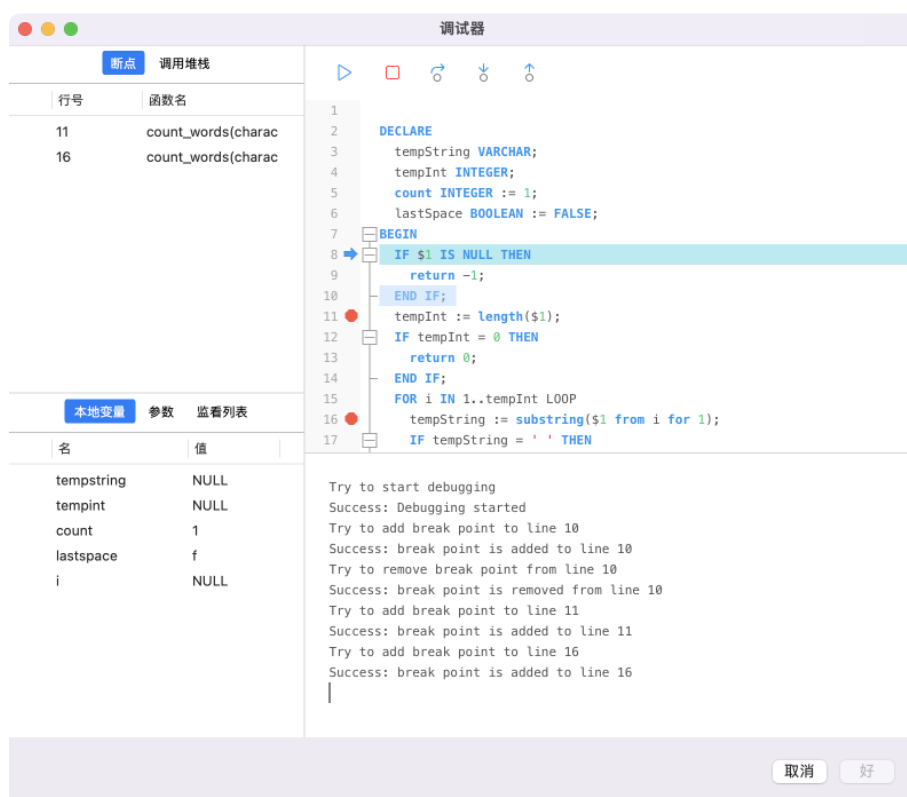 调试器
断点 调用堆栈
行号 函数名
11 count_words(charac
16 count_words(charac
本地变量 参数 监看列表
名 值
tempstring NULL
tempint NULL
count 1
lastspace f
i NULL
1
2 DECLARE
3 tempString VARCHAR;
4 tempInt INTEGER;
5 count INTEGER := 1;
6 lastSpace BOOLEAN := FALSE;
7 BEGIN
8 IF $1 IS NULL THEN
9 return -1;
10 END IF;
11 tempInt := length($1);
12 IF tempInt = 0 THEN
13 return 0;
14 END IF;
15 FOR i IN 1..tempInt LOOP
16 tempString := substring($1 from i for 1);
17 IF tempString = ' ' THEN
Try to start debugging
Success: Debugging started
Try to add break point to line 10
Success: break point is added to line 10
Try to remove break point from line 10
Success: break point is removed from line 10
Try to add break point to line 11
Success: break point is added to line 11
Try to add break point to line 16
Success: break point is added to line 16
取消 好